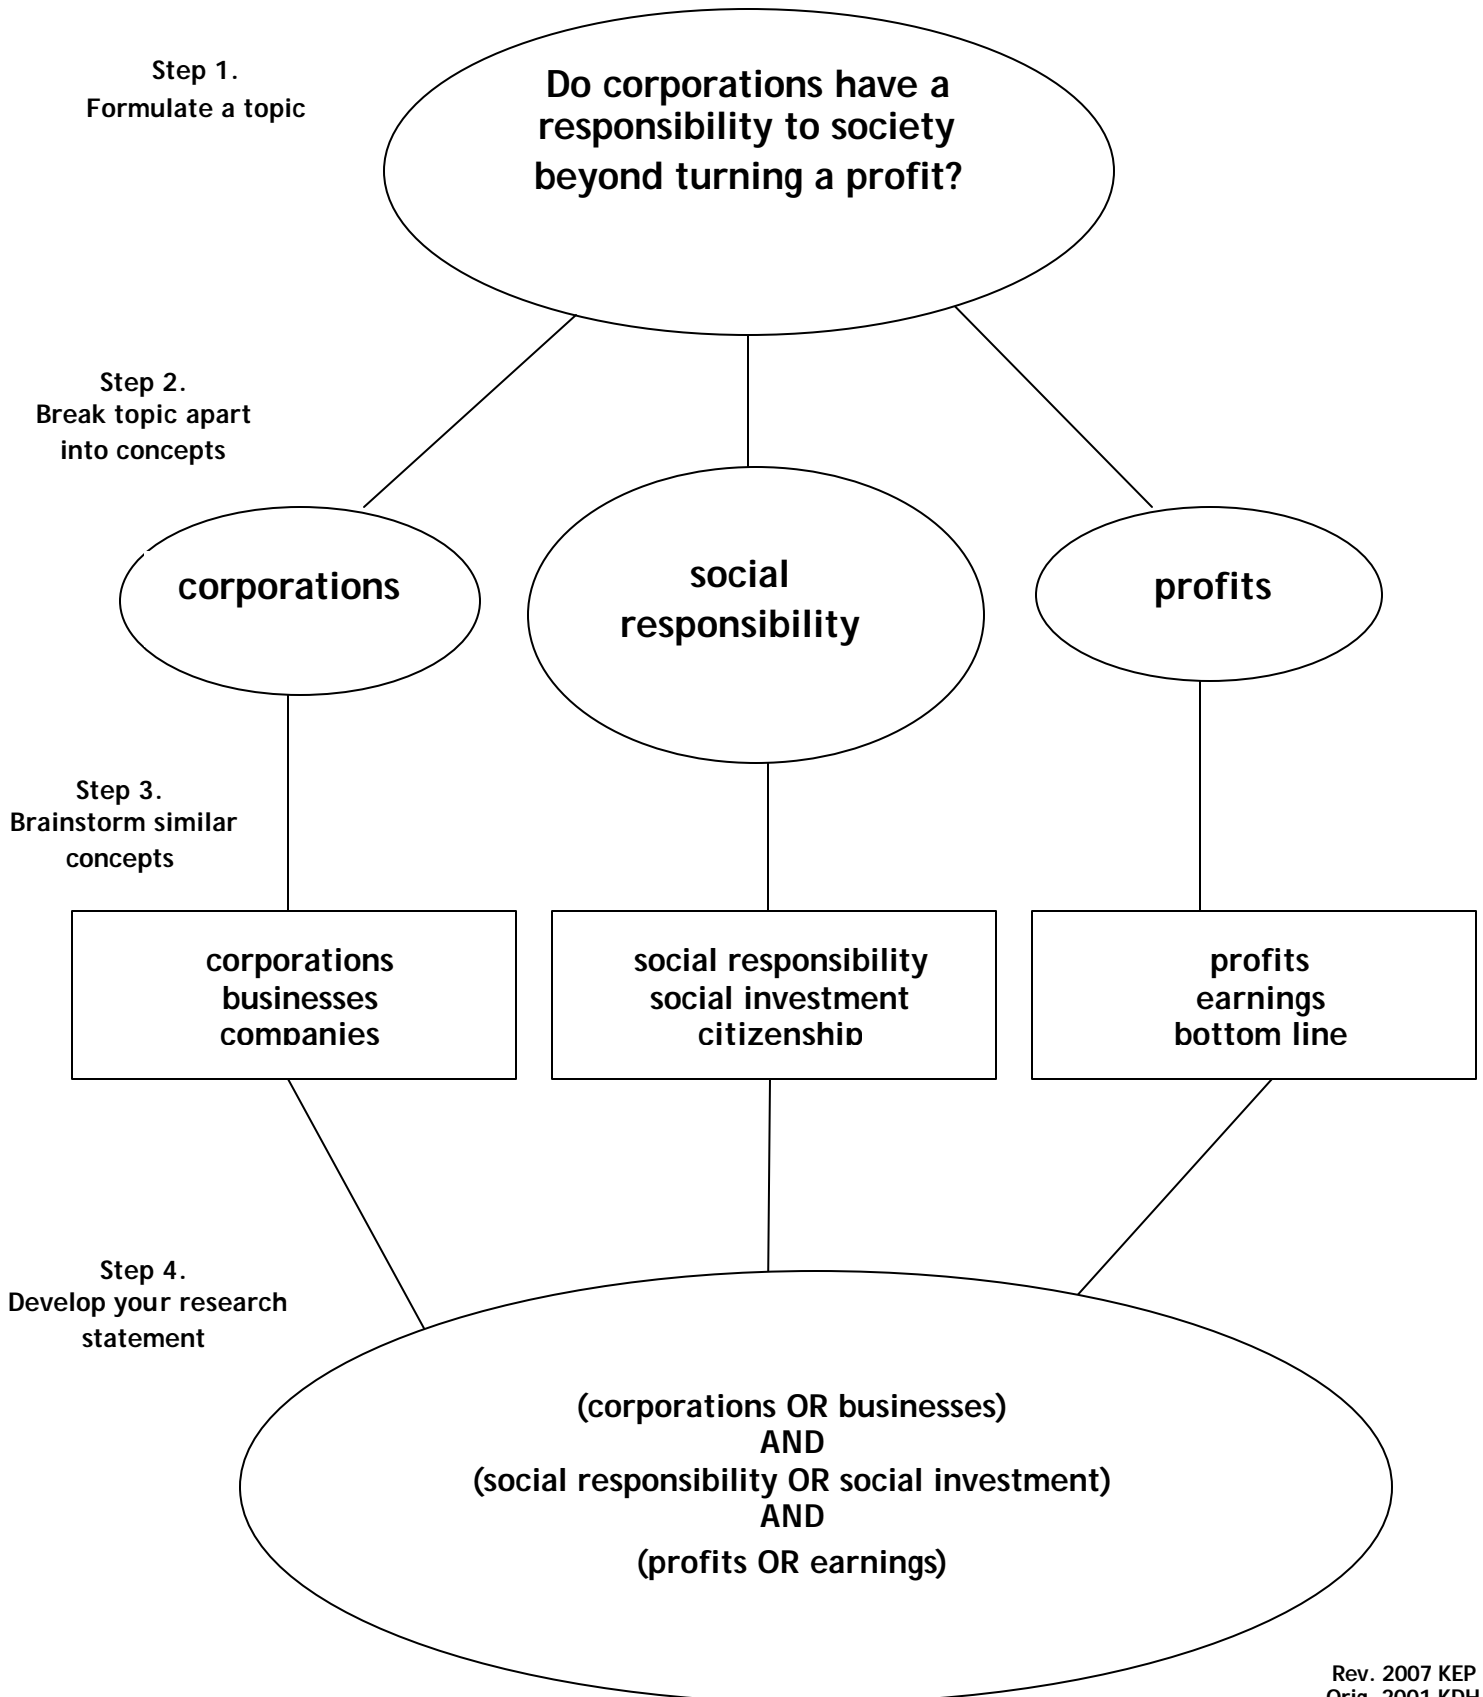 Step 1.
Formulate a topic
Do corporations have a
responsibility to society
beyond turning a profit?
Step 2.
Break topic apart
into concepts
corporations
social
responsibility
profits
Step 3.
Brainstorm similar
concepts
corporations
businesses
companies
social responsibility
social investment
citizenship
profits
earnings
bottom line
Step 4.
Develop your research
statement
(corporations OR businesses)
AND
(social responsibility OR social investment)
AND
(profits OR earnings)
Rev. 2007 KEP
Orig. 2001 KDH